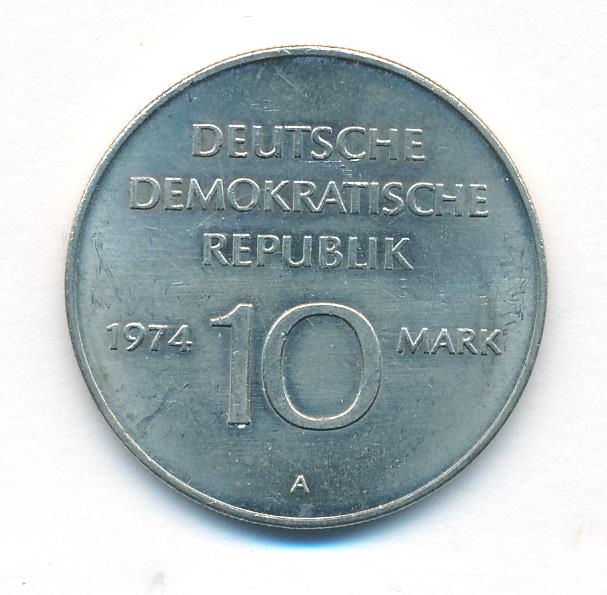 DEUTSCHE
DEMOKRATISCHE
REPUBLIK
1974 10 MARK
A